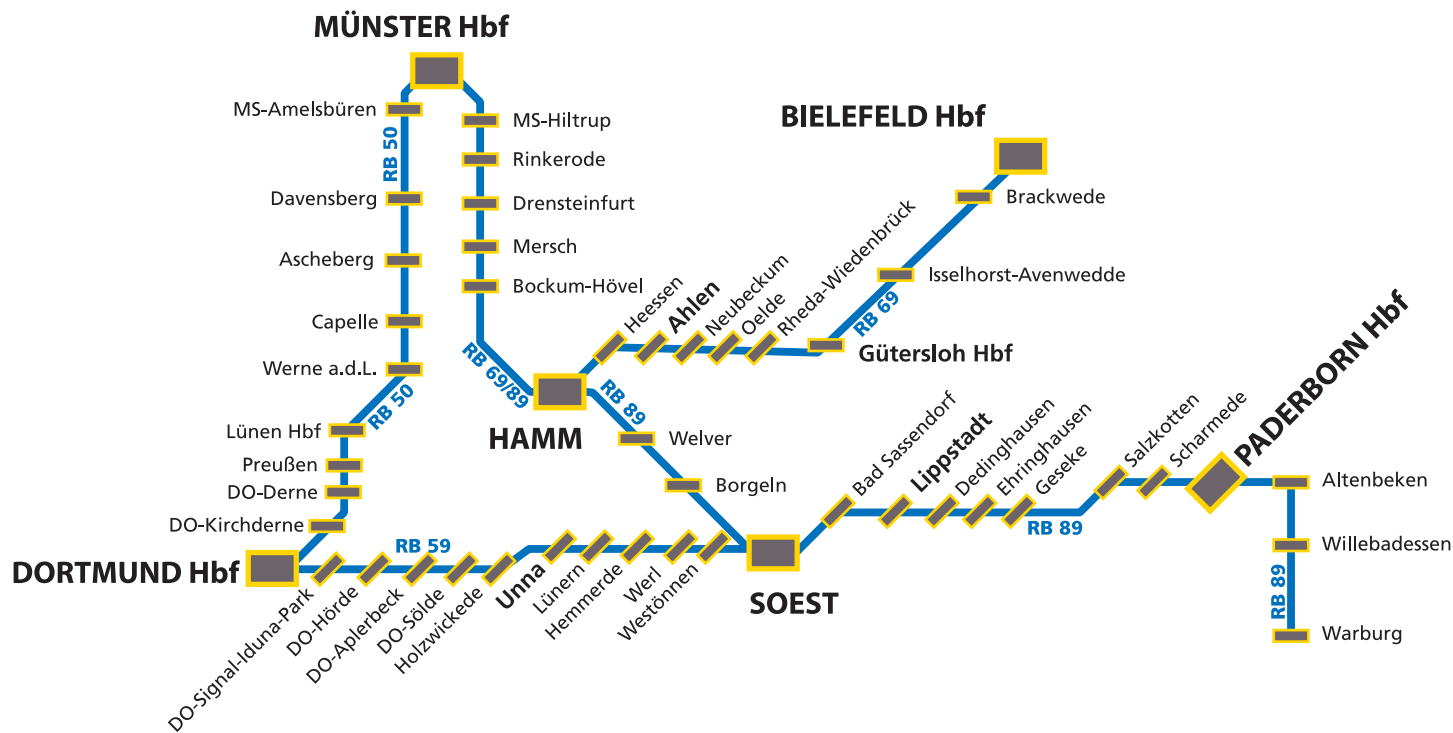 MÜNSTER Hbf
MS-Amelsbüren
RB 50
Davensberg
Ascheberg
Capelle
Werne a.d.L.
RB 50
Lünen Hbf
Preußen
DO-Derne
DO-Kirchderne
DORTMUND Hbf
MS-Hiltrup
Rinkerode
Drensteinfurt
Mersch
Bockum-Hövel
RB 69/89
HAMM
BIELEFELD Hbf
Brackwede
Isselhorst-Avenwedde
RB 69
Gütersloh Hbf
Heessen
Ahlen
Neubeckum
Oelde
Rheda-Wiedenbrück
RB 89
Welver
Borgeln
RB 59
DO-Signal-Iduna-Park
DO-Hörde
DO-Aplerbeck
DO-Sölde
Holzwickede
Unna
Lünern
Hemmerde
Werl
Westönnen
SOEST
Bad Sassendorf
Lippstadt
Dedinghausen
Ehringhausen
Geseke
RB 89
Salzkotten
Scharmede
PADERBORN Hbf
Altenbeken
Willebadessen
RB 89
Warburg